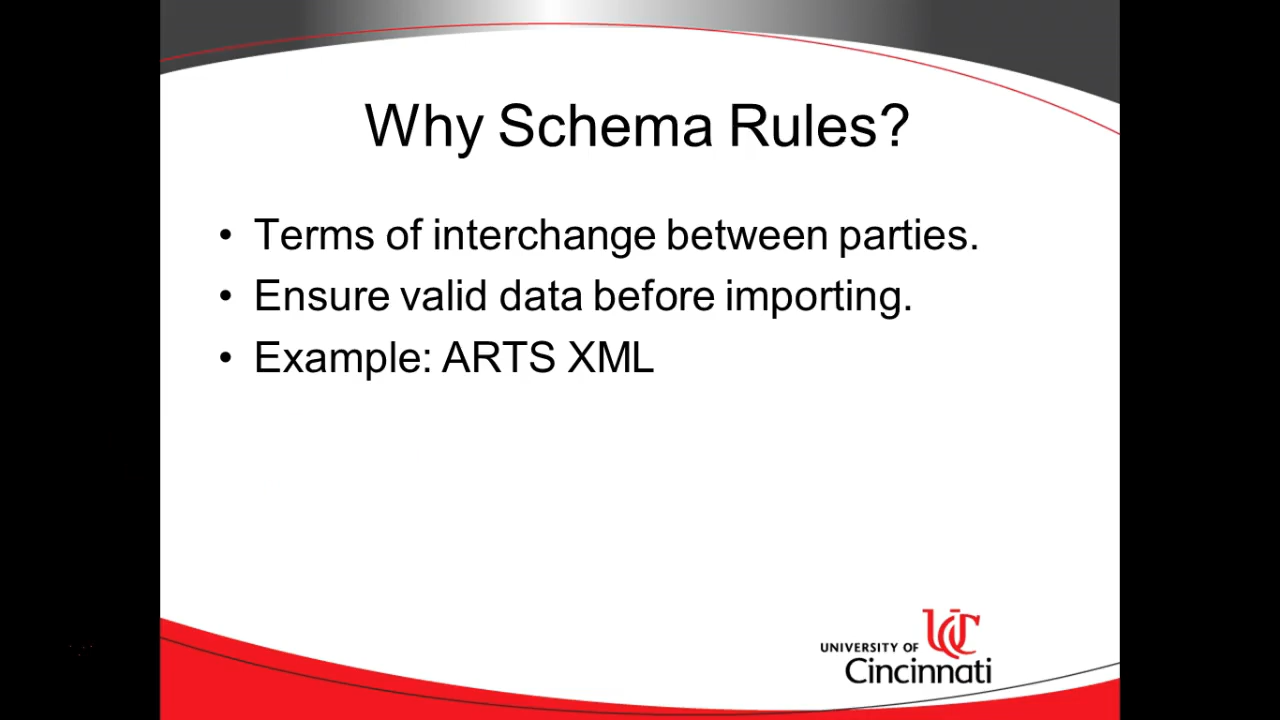 Why Schema Rules?
• Terms of interchange between parties.
• Ensure valid data before importing.
• Example: ARTS XML
UC
UNIVERSITY OF
Cincinnati